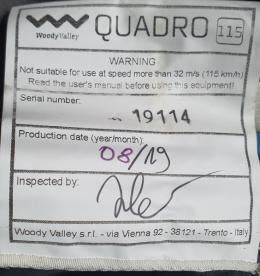 QUADRO 115
Woody Valley
WARNING
Not suitable for use at speed more than 32 m/s (115 km/h)
Read the user's manual before using this equipment!
Serial number:
19114
Production date (year/month):
08/19
Inspected by:
Woody Valley s.r.l. - via Vienna 92 - 38121 - Trento - Italy